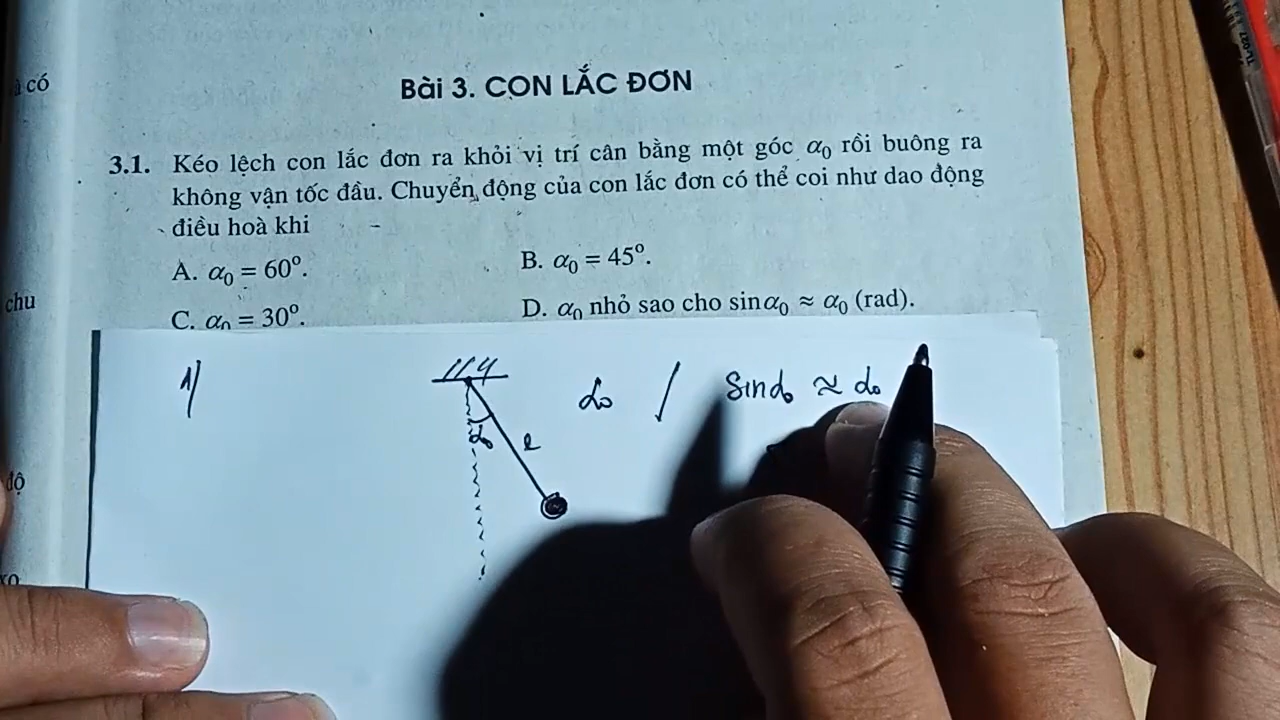 à có
Bài 3. CON LẮC ĐƠN
3.1. Kéo lệch con lắc đơn ra khỏi vị trí cân bằng một góc α₀ rồi buông ra
không vận tốc đầu. Chuyển động của con lắc đơn có thể coi như dao động
điều hoà khi
A. α₀ = 60°.
B. α₀ = 45°.
chu
C. α₀ = 30°.
D. α₀ nhỏ sao cho sinα₀ ≈ α₀ (rad).
1/
α₀ / Sinα₀ ≈ α₀
α₀
l
độ